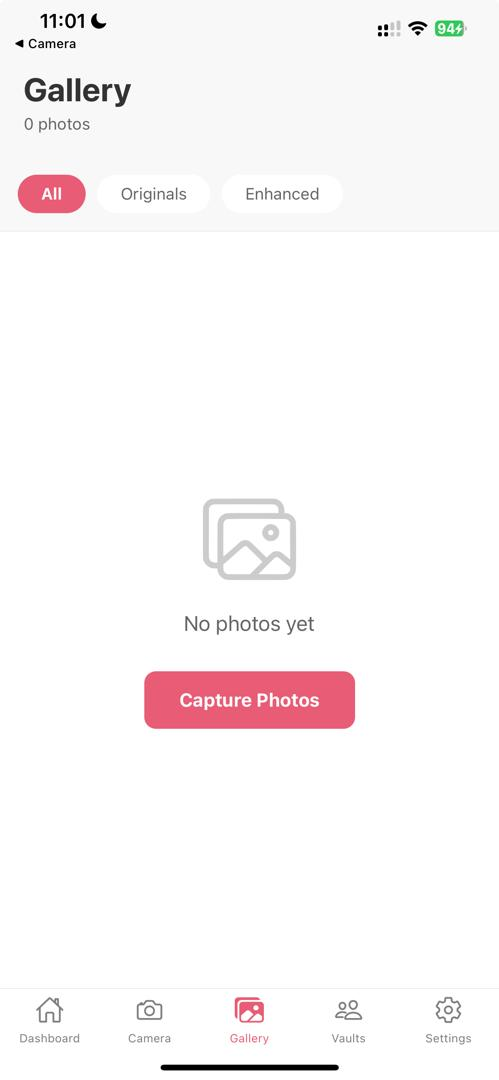 11:01
94
◀ Camera
Gallery
0 photos
All
Originals
Enhanced
No photos yet
Capture Photos
Dashboard
Camera
Gallery
Vaults
Settings